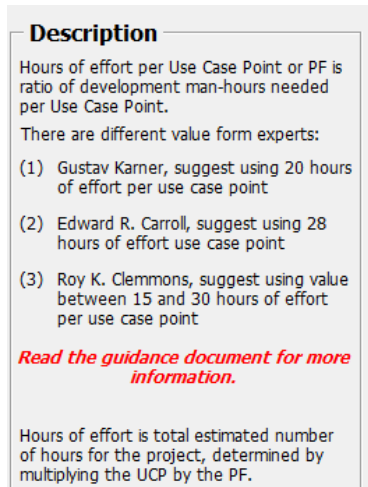 Description
Hours of effort per Use Case Point or PF is
ratio of development man-hours needed
per Use Case Point.
There are different value form experts:
(1) Gustav Karner, suggest using 20 hours
of effort per use case point
(2) Edward R. Carroll, suggest using 28
hours of effort use case point
(3) Roy K. Clemmons, suggest using value
between 15 and 30 hours of effort
per use case point
Read the guidance document for more
information.
Hours of effort is total estimated number
of hours for the project, determined by
multiplying the UCP by the PF.